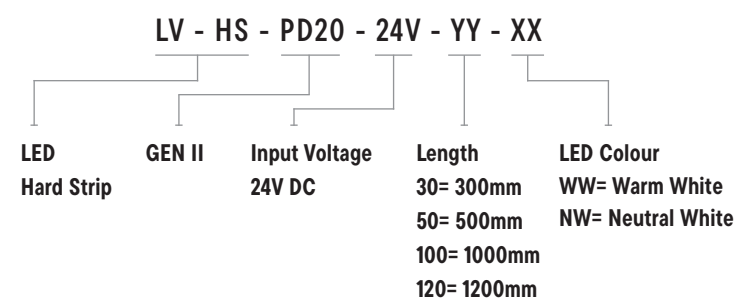 LV - HS - PD20 - 24V - YY - XX
LED
Hard Strip
GEN II
Input Voltage
24V DC
Length
30= 300mm
50= 500mm
100= 1000mm
120= 1200mm
LED Colour
WW= Warm White
NW= Neutral White